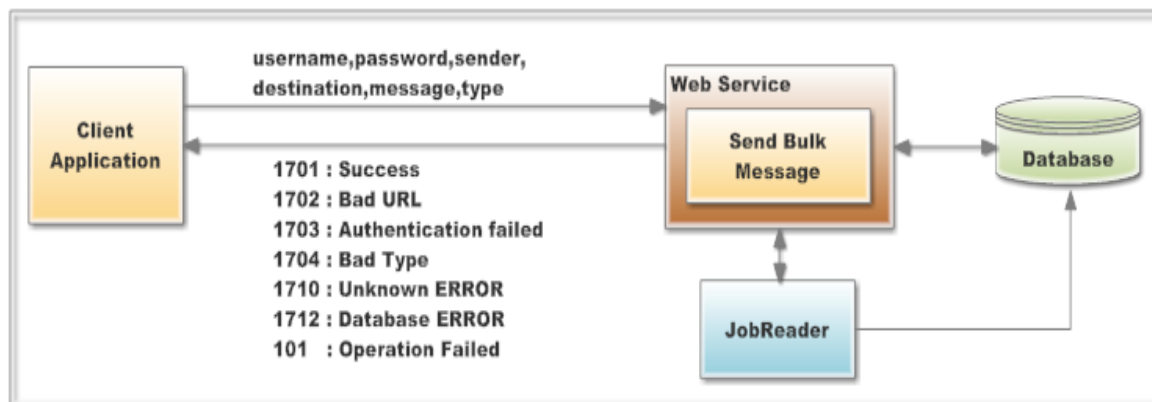 username,password,sender,
destination,message,type
Client
Application
Web Service
Send Bulk
Message
Database
1701 : Success
1702 : Bad URL
1703 : Authentication failed
1704 : Bad Type
1710 : Unknown ERROR
1712 : Database ERROR
101 : Operation Failed
JobReader